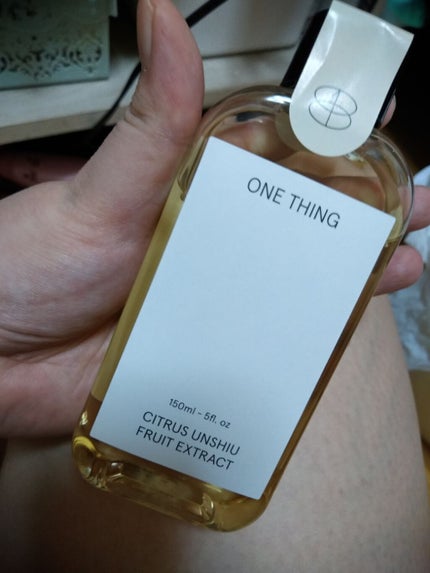 ONE THING
150ml - 5fl. oz
CITRUS UNSHIU
FRUIT EXTRACT